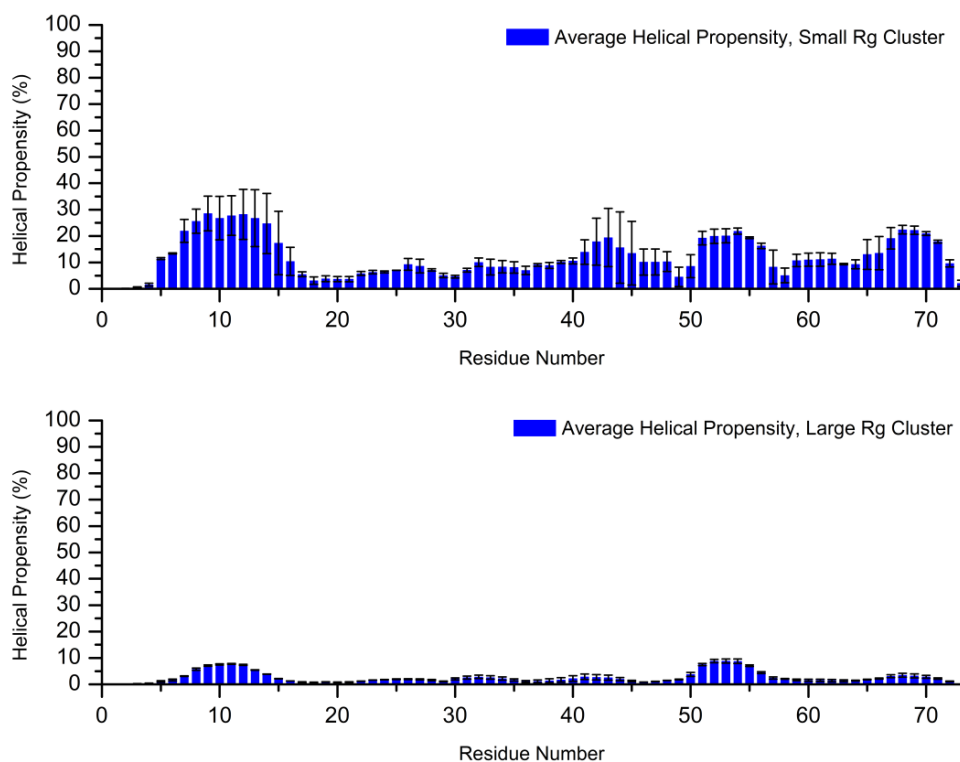 100
90
80
70
60
50
40
30
20
10
0
Helical Propensity (%)
Average Helical Propensity, Small Rg Cluster
0 10 20 30 40 50 60 70
Residue Number
100
90
80
70
60
50
40
30
20
10
0
Helical Propensity (%)
Average Helical Propensity, Large Rg Cluster
0 10 20 30 40 50 60 70
Residue Number